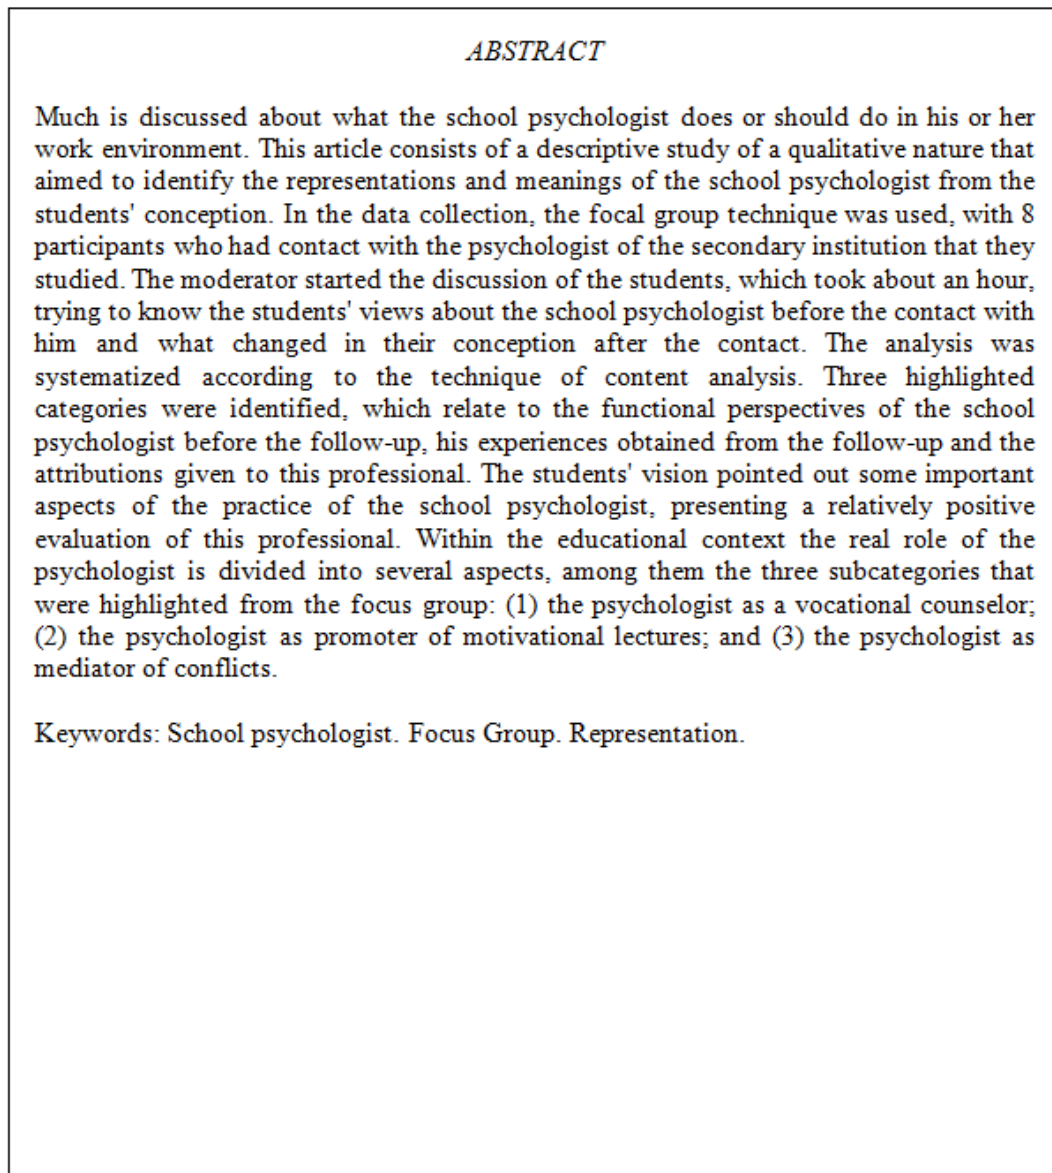 ABSTRACT
Much is discussed about what the school psychologist does or should do in his or her
work environment. This article consists of a descriptive study of a qualitative nature that
aimed to identify the representations and meanings of the school psychologist from the
students' conception. In the data collection, the focal group technique was used, with 8
participants who had contact with the psychologist of the secondary institution that they
studied. The moderator started the discussion of the students, which took about an hour,
trying to know the students' views about the school psychologist before the contact with
him and what changed in their conception after the contact. The analysis was
systematized according to the technique of content analysis. Three highlighted
categories were identified, which relate to the functional perspectives of the school
psychologist before the follow-up, his experiences obtained from the follow-up and the
attributions given to this professional. The students' vision pointed out some important
aspects of the practice of the school psychologist, presenting a relatively positive
evaluation of this professional. Within the educational context the real role of the
psychologist is divided into several aspects, among them the three subcategories that
were highlighted from the focus group: (1) the psychologist as a vocational counselor;
(2) the psychologist as promoter of motivational lectures; and (3) the psychologist as
mediator of conflicts.
Keywords: School psychologist. Focus Group. Representation.